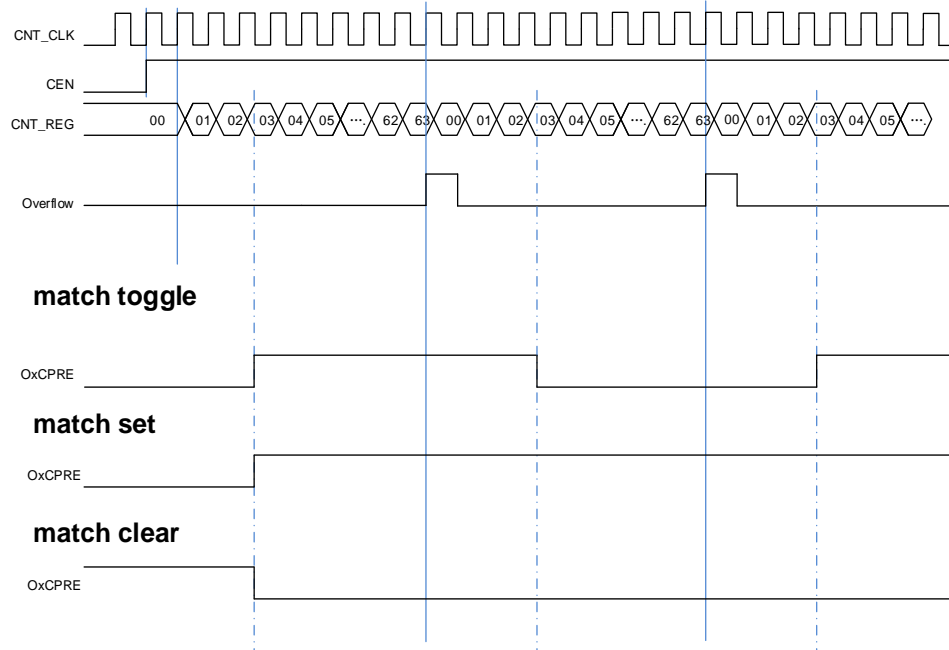 CNT_CLK
CEN
CNT_REG 00 01 02 03 04 05 ···. 62 63 00 01 02 03 04 05 ···. 62 63 00 01 02 03 04 05 ···.
Overflow
match toggle
OxCPRE
match set
OxCPRE
match clear
OxCPRE